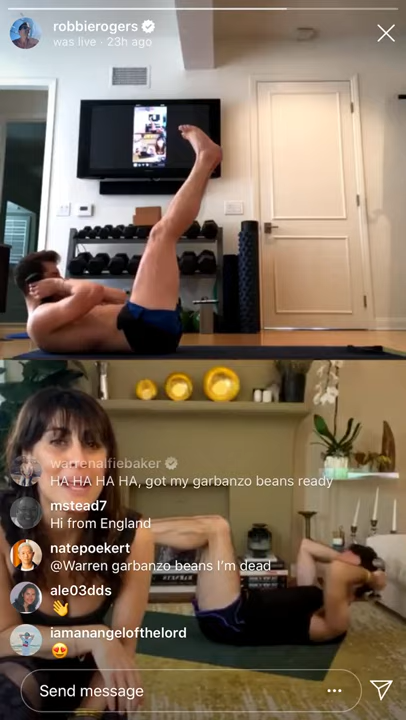 robbierogers
was live · 23h ago
warrenalfiebaker
HA HA HA HA, got my garbanzo beans ready
mstead7
Hi from England
natepoekert
@Warren garbanzo beans I'm dead
ale03dds
👋
iamanangelofthelord
😍
Send message